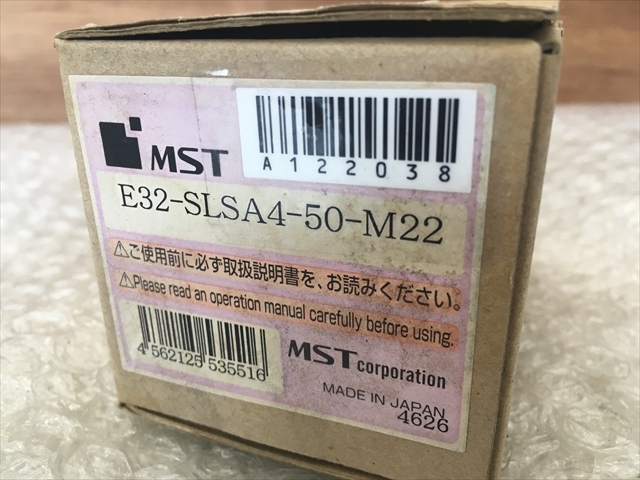 MST
A122038
E32-SLSA4-50-M22
⚠ご使用前に必ず取扱説明書を、お読みください。
⚠Please read an operation manual carefully before using.
4 562125 535516
MST corporation
MADE IN JAPAN
4626